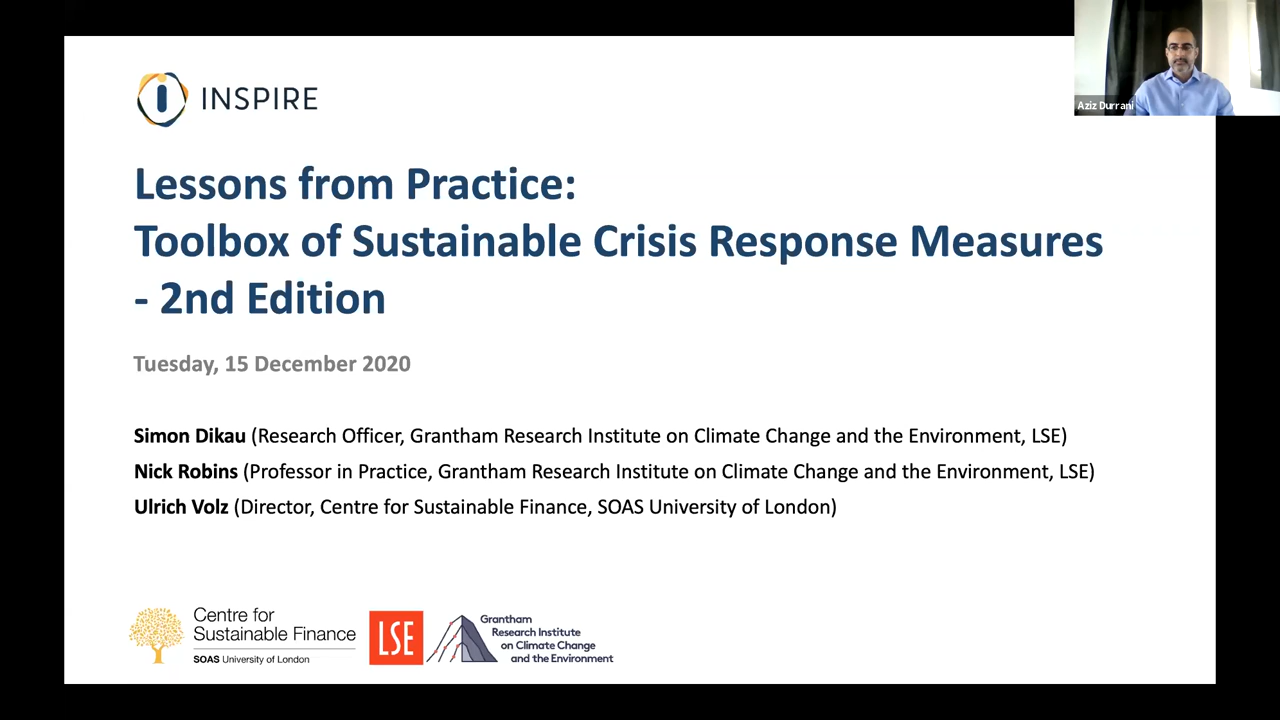 INSPIRE
Aziz Durrani
Lessons from Practice:
Toolbox of Sustainable Crisis Response Measures
- 2nd Edition
Tuesday, 15 December 2020
Simon Dikau (Research Officer, Grantham Research Institute on Climate Change and the Environment, LSE)
Nick Robins (Professor in Practice, Grantham Research Institute on Climate Change and the Environment, LSE)
Ulrich Volz (Director, Centre for Sustainable Finance, SOAS University of London)
Centre for
Sustainable Finance
SOAS University of London
LSE
Grantham
Research Institute
on Climate Change
and the Environment